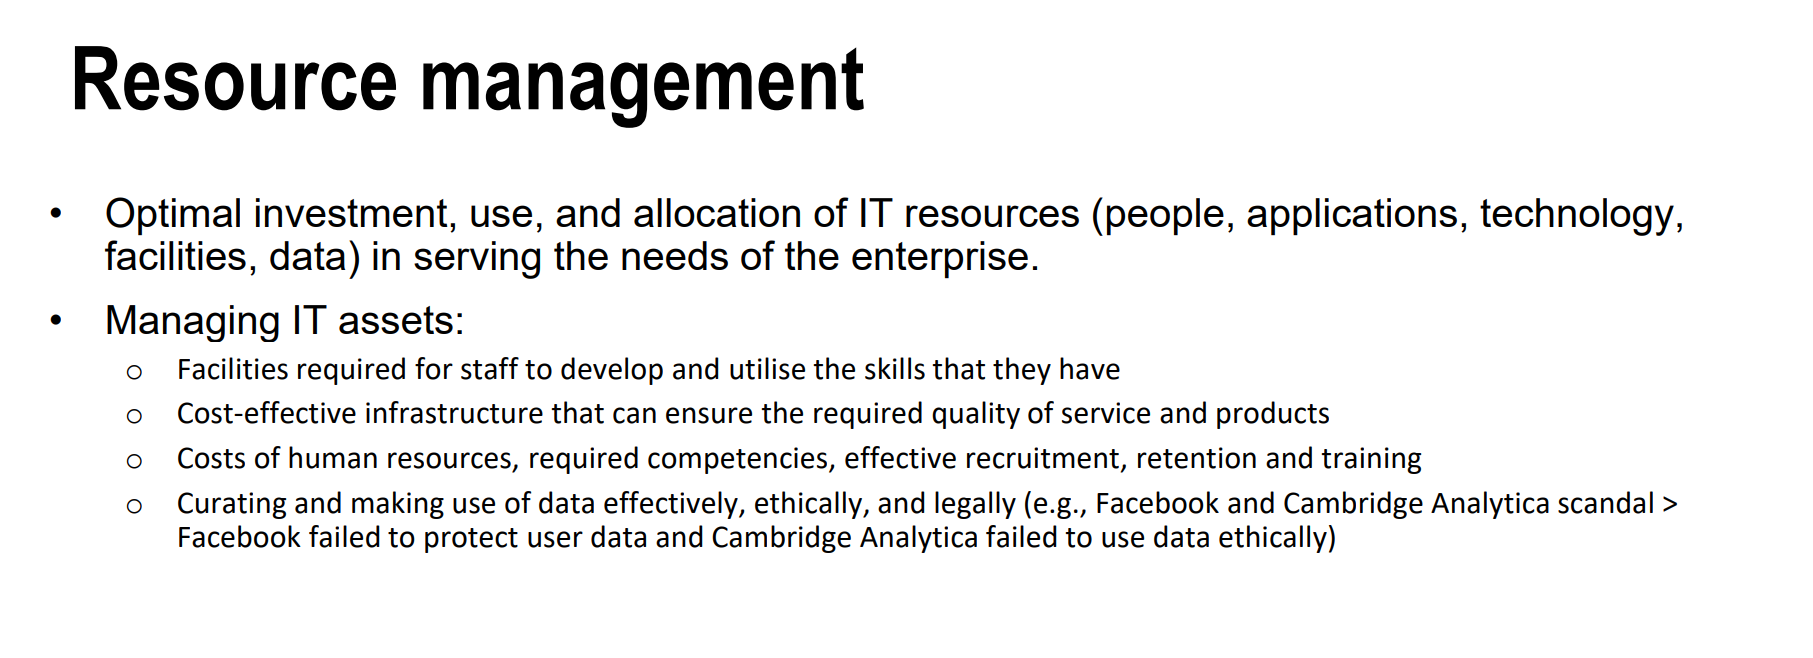 Resource management
• Optimal investment, use, and allocation of IT resources (people, applications, technology,
facilities, data) in serving the needs of the enterprise.
• Managing IT assets:
o Facilities required for staff to develop and utilise the skills that they have
o Cost-effective infrastructure that can ensure the required quality of service and products
o Costs of human resources, required competencies, effective recruitment, retention and training
o Curating and making use of data effectively, ethically, and legally (e.g., Facebook and Cambridge Analytica scandal >
Facebook failed to protect user data and Cambridge Analytica failed to use data ethically)